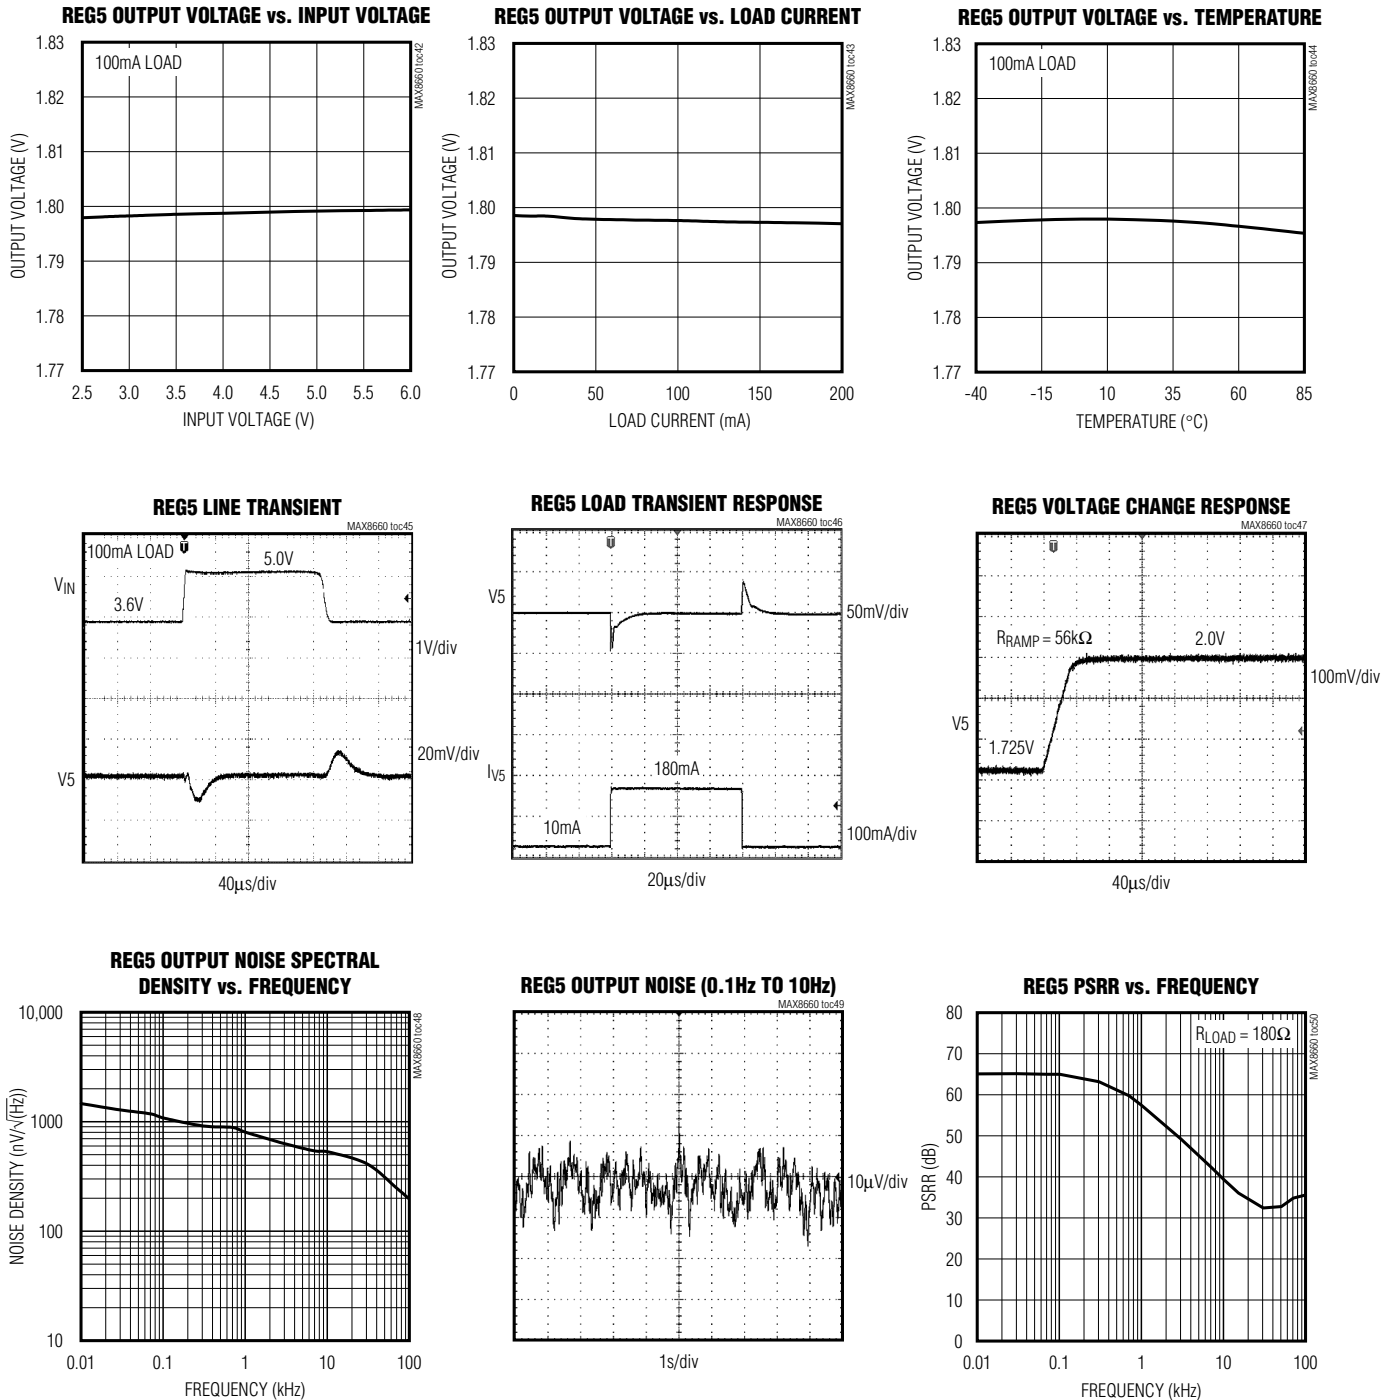 REG5 OUTPUT VOLTAGE vs. INPUT VOLTAGE
MAX8660 toc42
100mA LOAD
OUTPUT VOLTAGE (V)
1.83
1.82
1.81
1.80
1.79
1.78
1.77
2.5 3.0 3.5 4.0 4.5 5.0 5.5 6.0
INPUT VOLTAGE (V)
REG5 OUTPUT VOLTAGE vs. LOAD CURRENT
MAX8660 toc43
OUTPUT VOLTAGE (V)
1.83
1.82
1.81
1.80
1.79
1.78
1.77
0 50 100 150 200
LOAD CURRENT (mA)
REG5 OUTPUT VOLTAGE vs. TEMPERATURE
MAX8660 toc44
100mA LOAD
OUTPUT VOLTAGE (V)
1.83
1.82
1.81
1.80
1.79
1.78
1.77
-40 -15 10 35 60 85
TEMPERATURE (°C)
REG5 LINE TRANSIENT
MAX8660 toc45
100mA LOAD
T
5.0V
VIN
3.6V
1V/div
20mV/div
V5
40µs/div
REG5 LOAD TRANSIENT RESPONSE
MAX8660 toc46
T
V5
50mV/div
IV5
180mA
10mA
100mA/div
20µs/div
REG5 VOLTAGE CHANGE RESPONSE
MAX8660 toc47
T
RRAMP = 56kΩ
2.0V
100mV/div
V5
1.725V
40µs/div
REG5 OUTPUT NOISE SPECTRAL
DENSITY vs. FREQUENCY
MAX8660 toc48
NOISE DENSITY (nV/√(Hz)
10,000
1000
100
10
0.01 0.1 1 10 100
FREQUENCY (kHz)
REG5 OUTPUT NOISE (0.1Hz TO 10Hz)
MAX8660 toc49
10µV/div
1s/div
REG5 PSRR vs. FREQUENCY
MAX8660 toc50
RLOAD = 180Ω
PSRR (dB)
80
70
60
50
40
30
20
10
0
0.01 0.1 1 10 100
FREQUENCY (kHz)